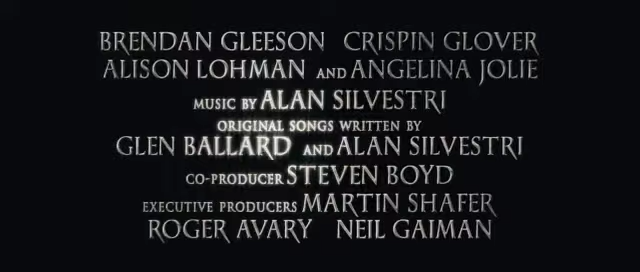 BRENDAN GLEESON CRISPIN GLOVER
ALISON LOHMAN AND ANGELINA JOLIE
MUSIC BY ALAN SILVESTRI
ORIGINAL SONGS WRITTEN BY
GLEN BALLARD AND ALAN SILVESTRI
CO-PRODUCER STEVEN BOYD
EXECUTIVE PRODUCERS MARTIN SHAFER
ROGER AVARY NEIL GAIMAN